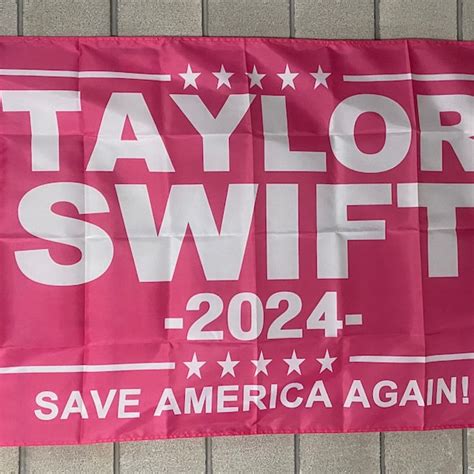 TAYLOR
SWIFT
-2024-
SAVE AMERICA AGAIN!